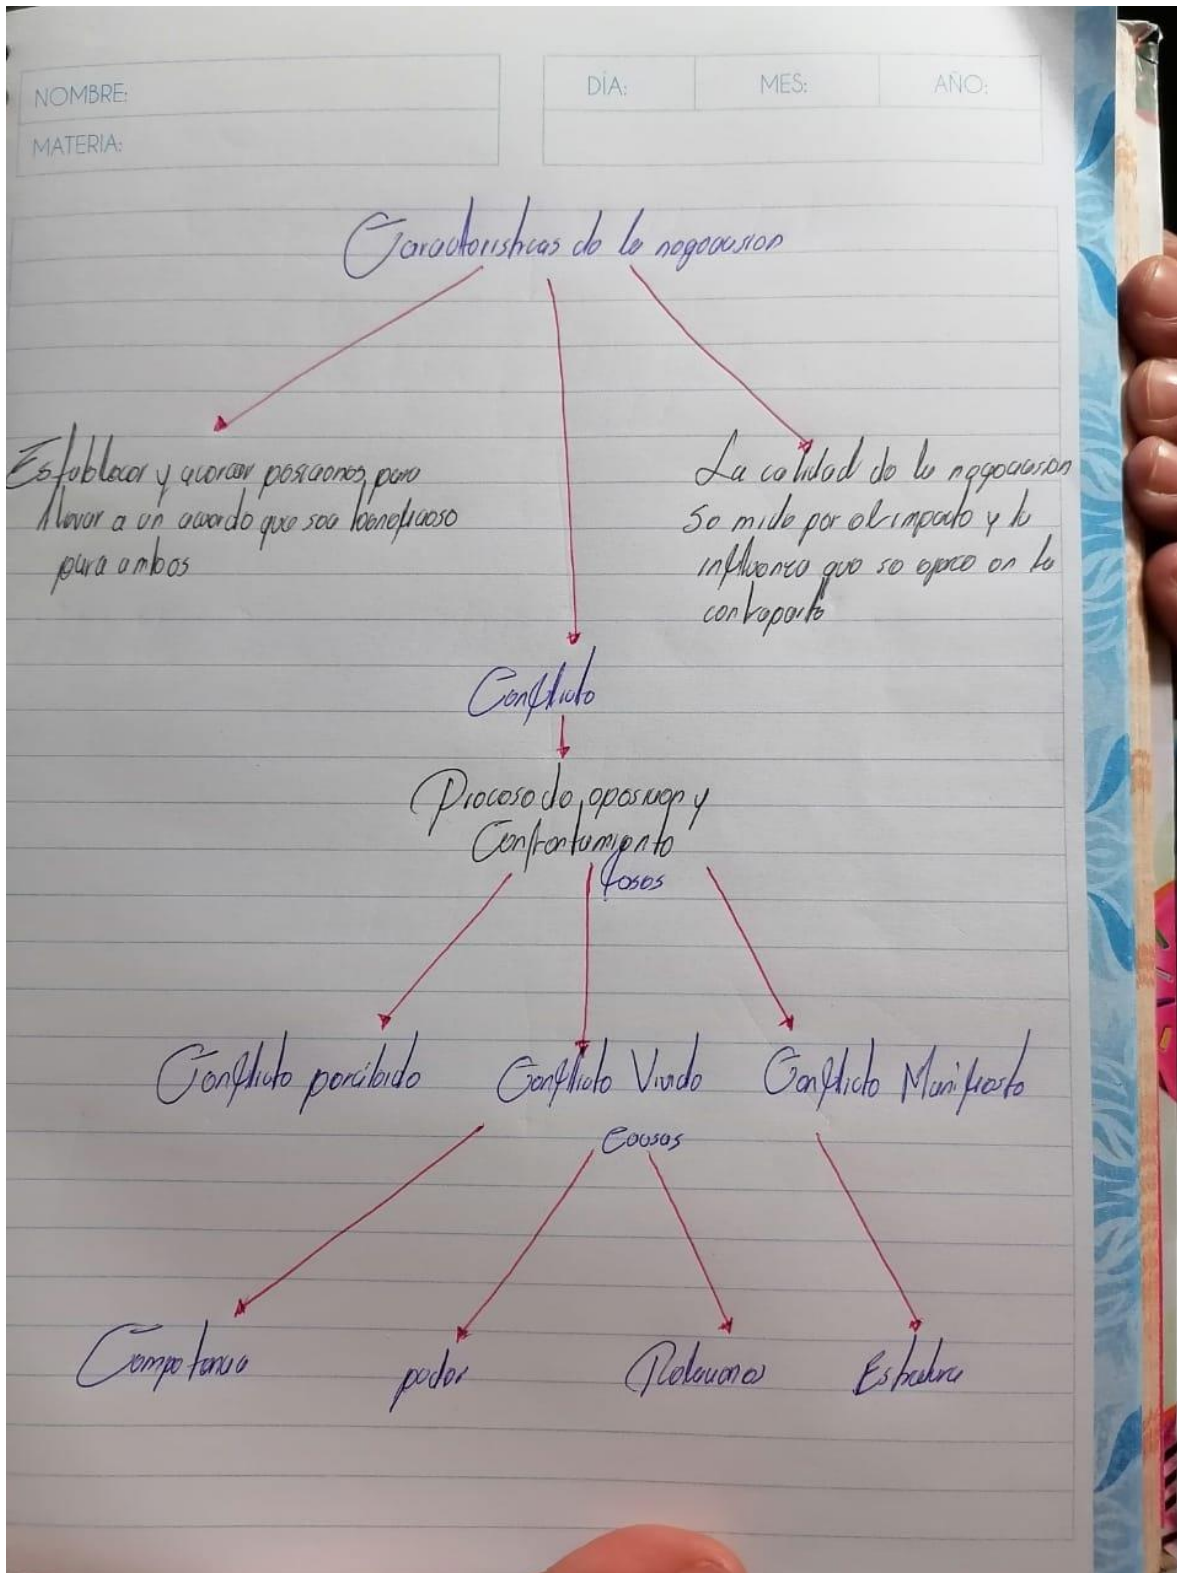 NOMBRE:
DÍA:
MES:
AÑO:
MATERIA:
Caracteristicas de la negocasion
Establecer y acercar posiciones, para
llevar a un acuerdo que sea beneficioso
para ambos
La calidad de la negociasion
Se mide por el impacto y la
influencia que se ejerce en la
contraparte
Conflicto
Proceso de oposicion y
Confrontamiento
fases
Conflicto percibido
Conflicto Vivido
Conflicto Manifiesto
Causas
Competencia
poder
Relaciones
Estructura